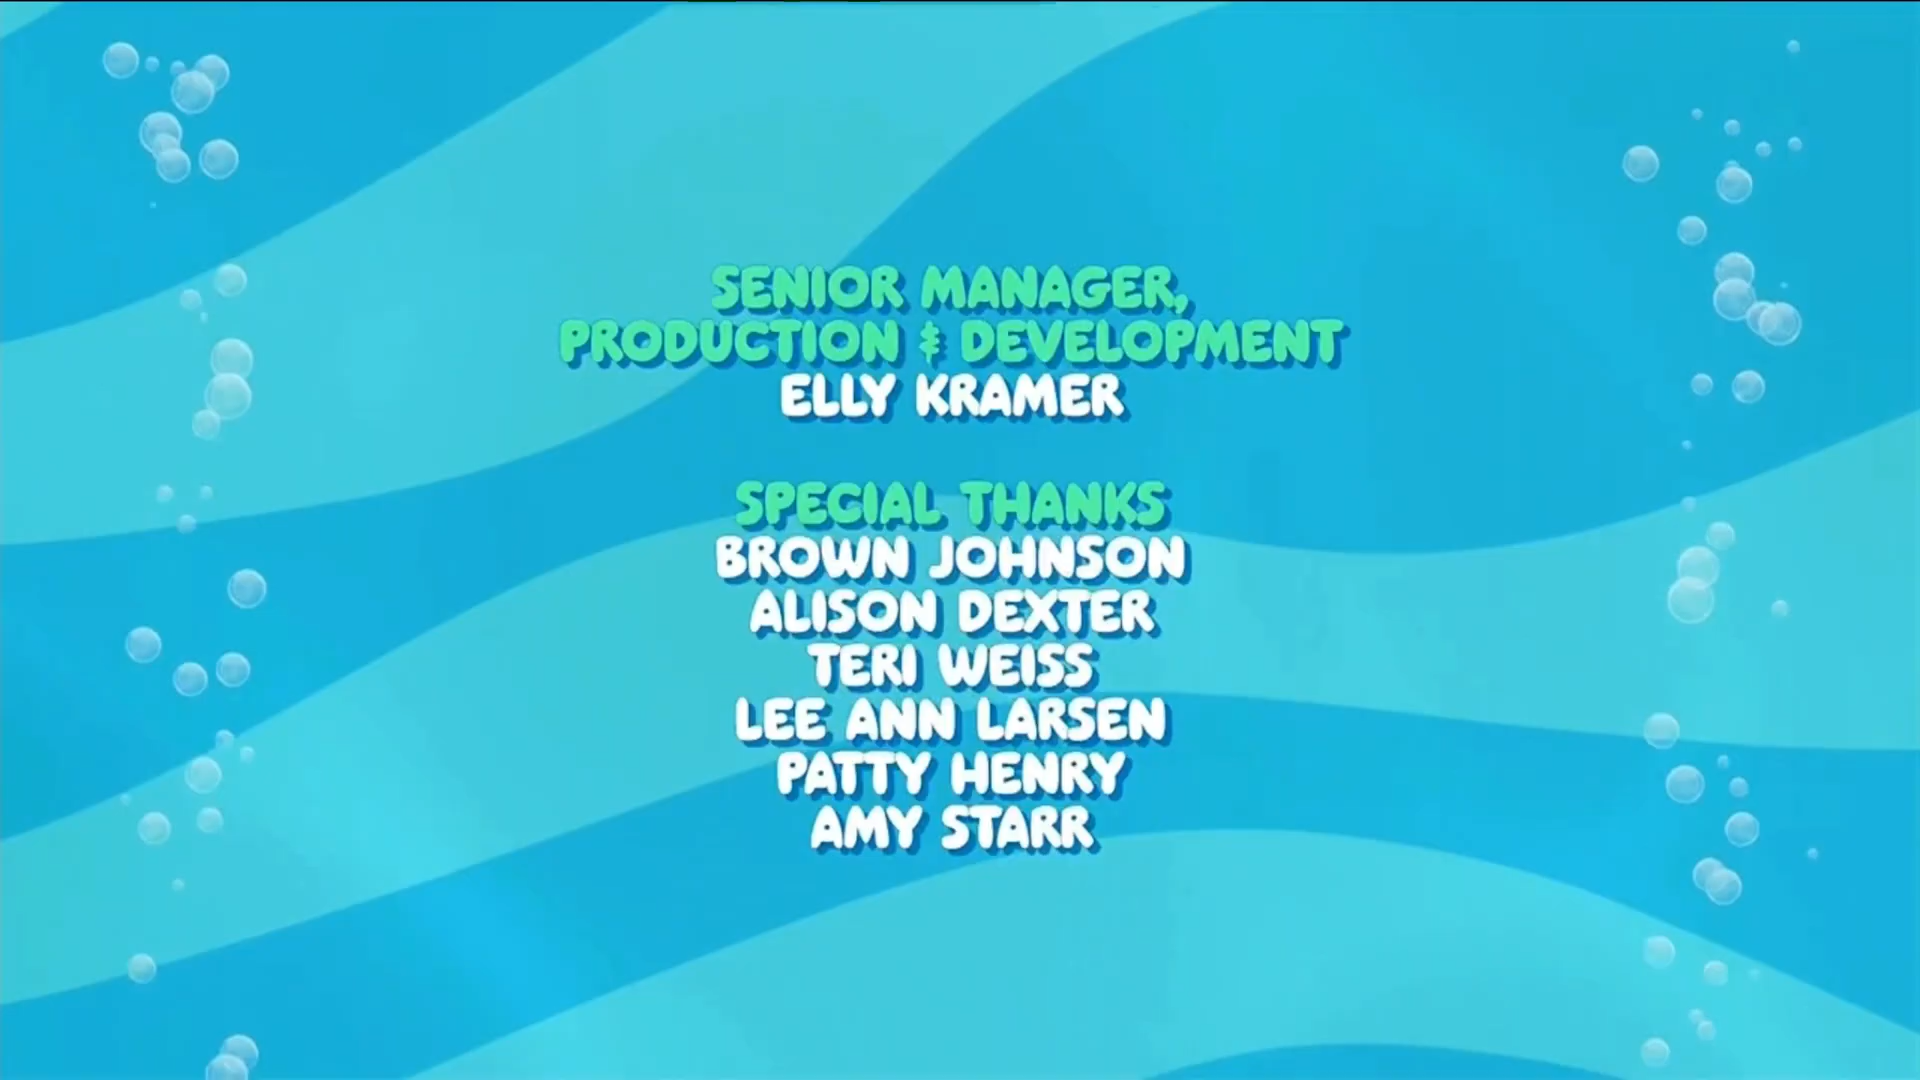 SENIOR MANAGER,
PRODUCTION & DEVELOPMENT
ELLY KRAMER
SPECIAL THANKS
BROWN JOHNSON
ALISON DEXTER
TERI WEISS
LEE ANN LARSEN
PATTY HENRY
AMY STARR